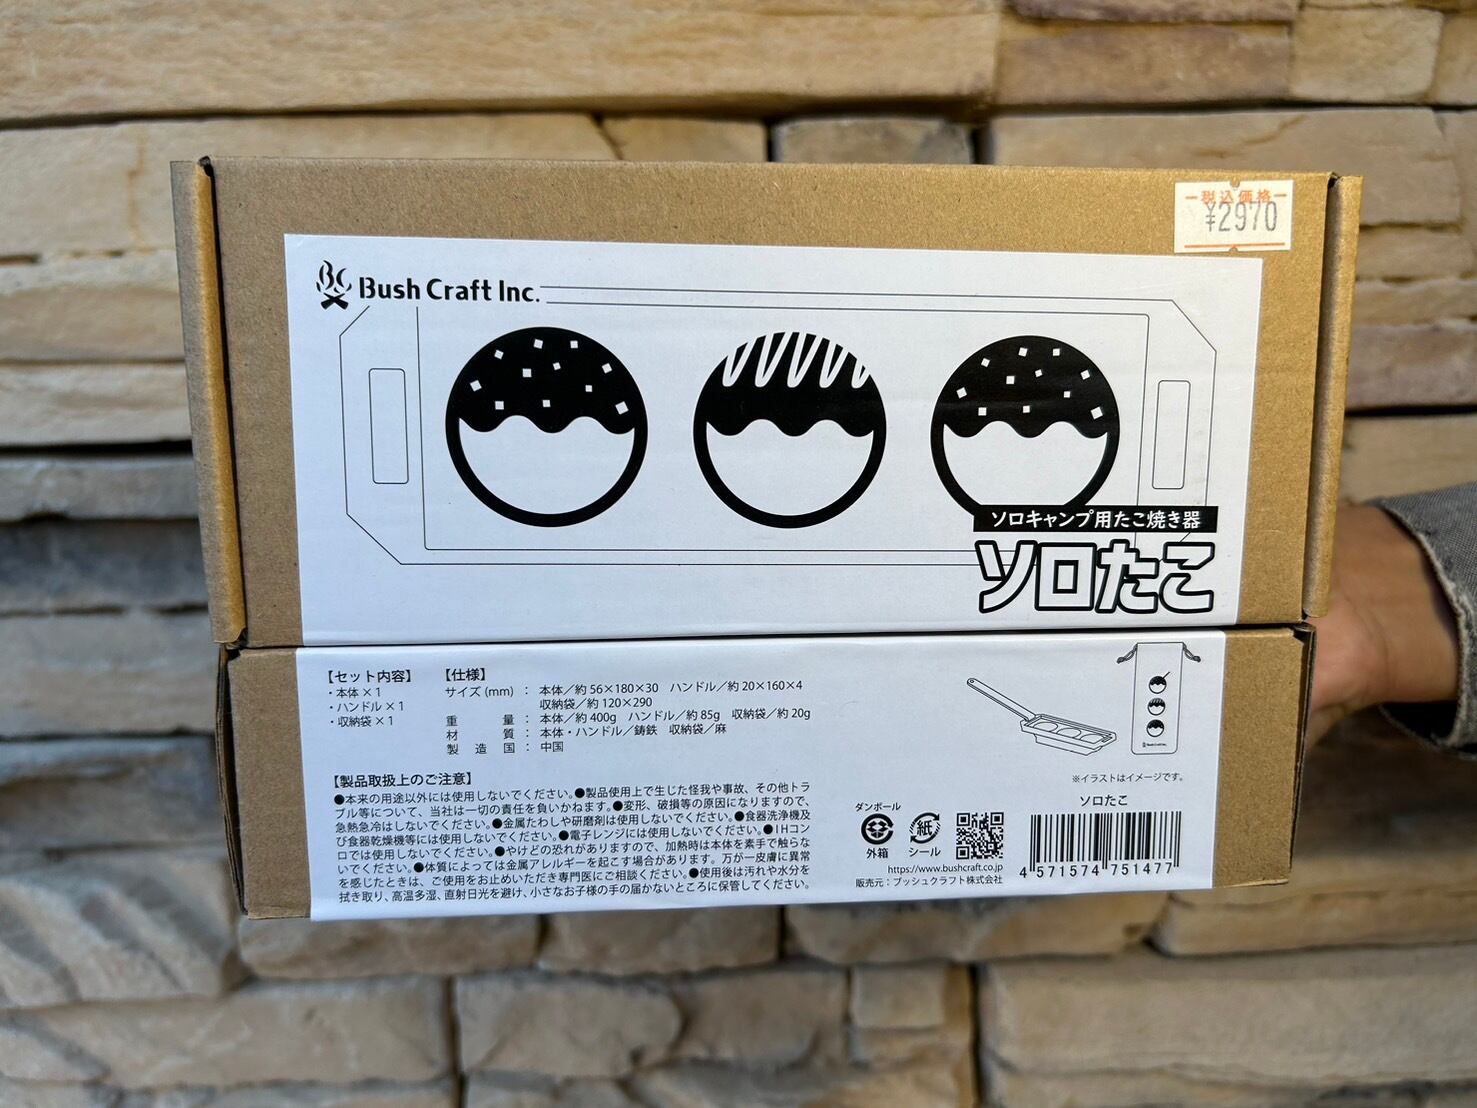 税込価格
¥2970
BC Bush Craft Inc.
ソロキャンプ用たこ焼き器
ソロたこ
【セット内容】
・本体×1
・ハンドル×1
・収納袋×1
【仕様】
サイズ(mm) : 本体/約56×180×30 ハンドル/約20×160×4
収納袋/約120×290
重量 : 本体/約400g ハンドル/約85g 収納袋/約20g
材質 : 本体・ハンドル/鋳鉄 収納袋/麻
製造国 : 中国
Bush Craft Inc.
※イラストはイメージです。
【製品取扱上のご注意】
●本来の用途以外には使用しないでください。●製品使用上で生じた怪我や事故、その他トラ
ブル等について、当社は一切の責任を負いかねます。●変形、破損等の原因になりますので、
急熱急冷はしないでください。●金属たわしや研磨剤は使用しないでください。●食器洗浄機及
び食器乾燥機等には使用しないでください。●電子レンジには使用しないでください。●IHコン
ロでは使用しないでください。●やけどの恐れがありますので、加熱時は本体を素手で触らな
いでください。●体質によっては金属アレルギーを起こす場合があります。万が一皮膚に異常
を感じたときは、ご使用をお止めいただき専門医にご相談ください。●使用後は汚れや水分を
拭き取り、高温多湿、直射日光を避け、小さなお子様の手の届かないところに保管してください。
ダンボール
外箱
紙
シール
https://www.bushcraft.co.jp
販売元:ブッシュクラフト株式会社
ソロたこ
4 571574 751477